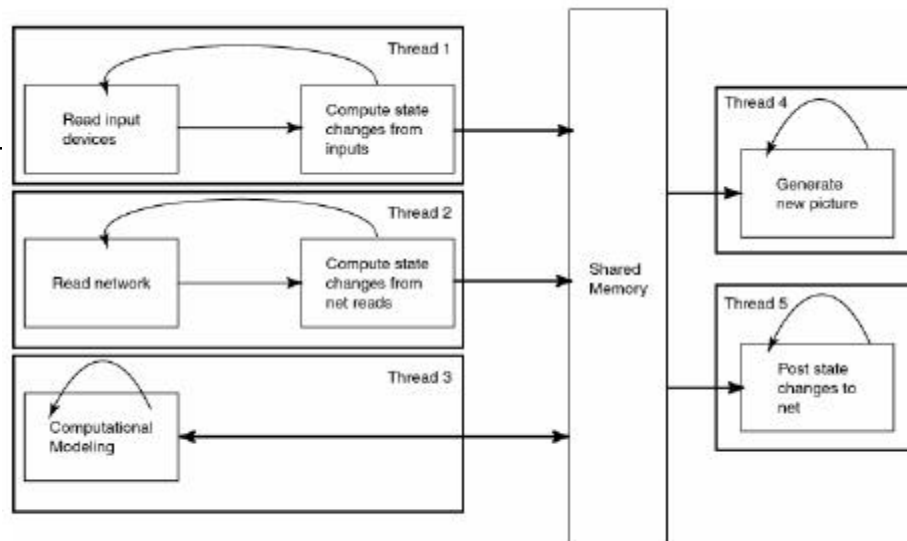 Thread 1
Read input
devices
Compute state
changes from
inputs
Thread 2
Read network
Compute state
changes from
net reads
Thread 3
Computational
Modeling
Shared
Memory
Thread 4
Generate
new picture
Thread 5
Post state
changes to
net